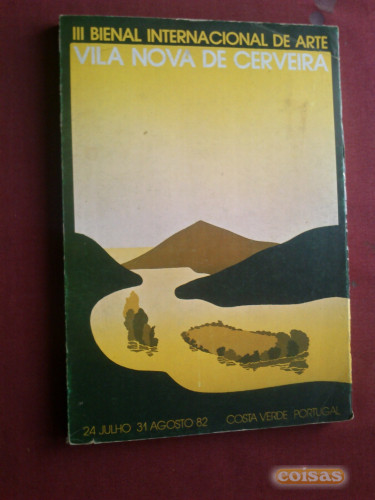 III BIENAL INTERNACIONAL DE ARTE
VILA NOVA DE CERVEIRA
24 JULHO 31 AGOSTO 82 COSTA VERDE PORTUGAL
coisas